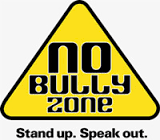 NO
BULLY
ZONE
Stand up. Speak out.